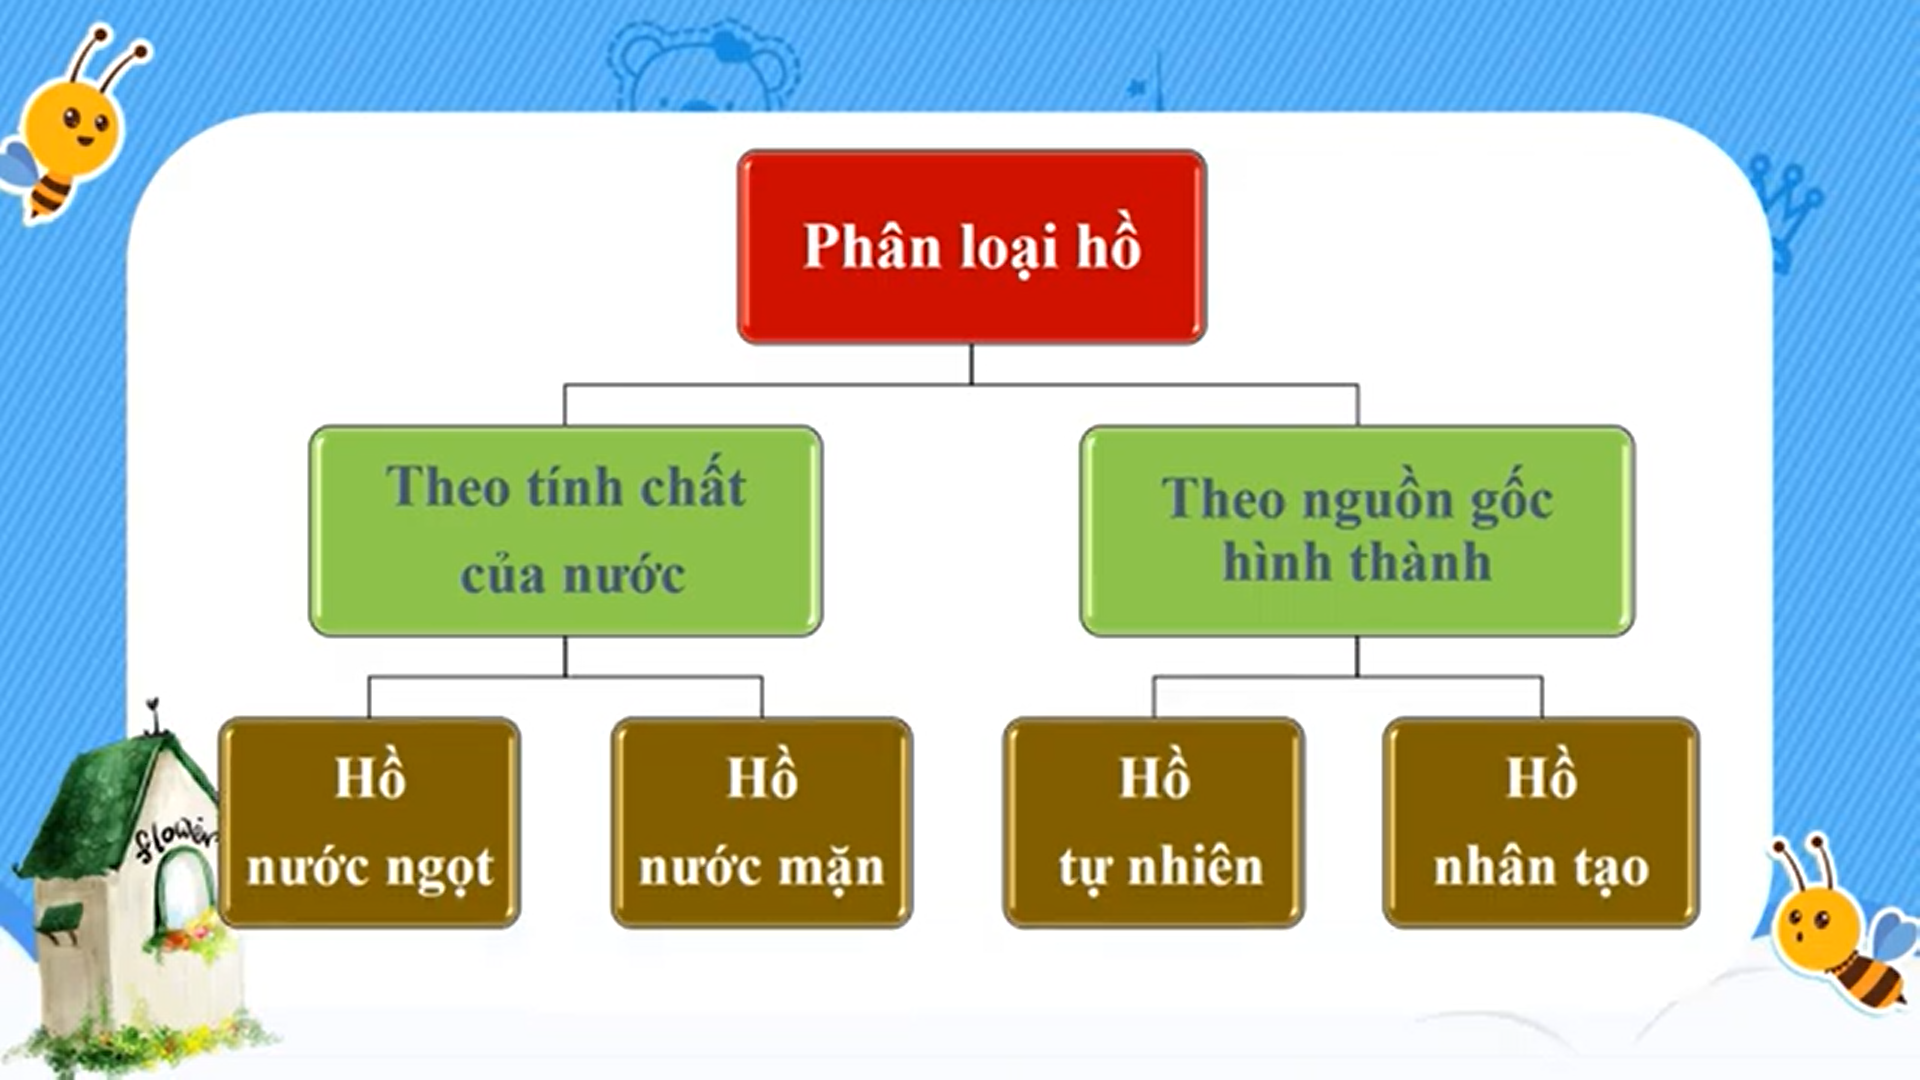 Phân loại hồ
Theo tính chất
của nước
Theo nguồn gốc
hình thành
Hồ
nước ngọt
Hồ
nước mặn
Hồ
tự nhiên
Hồ
nhân tạo
flower